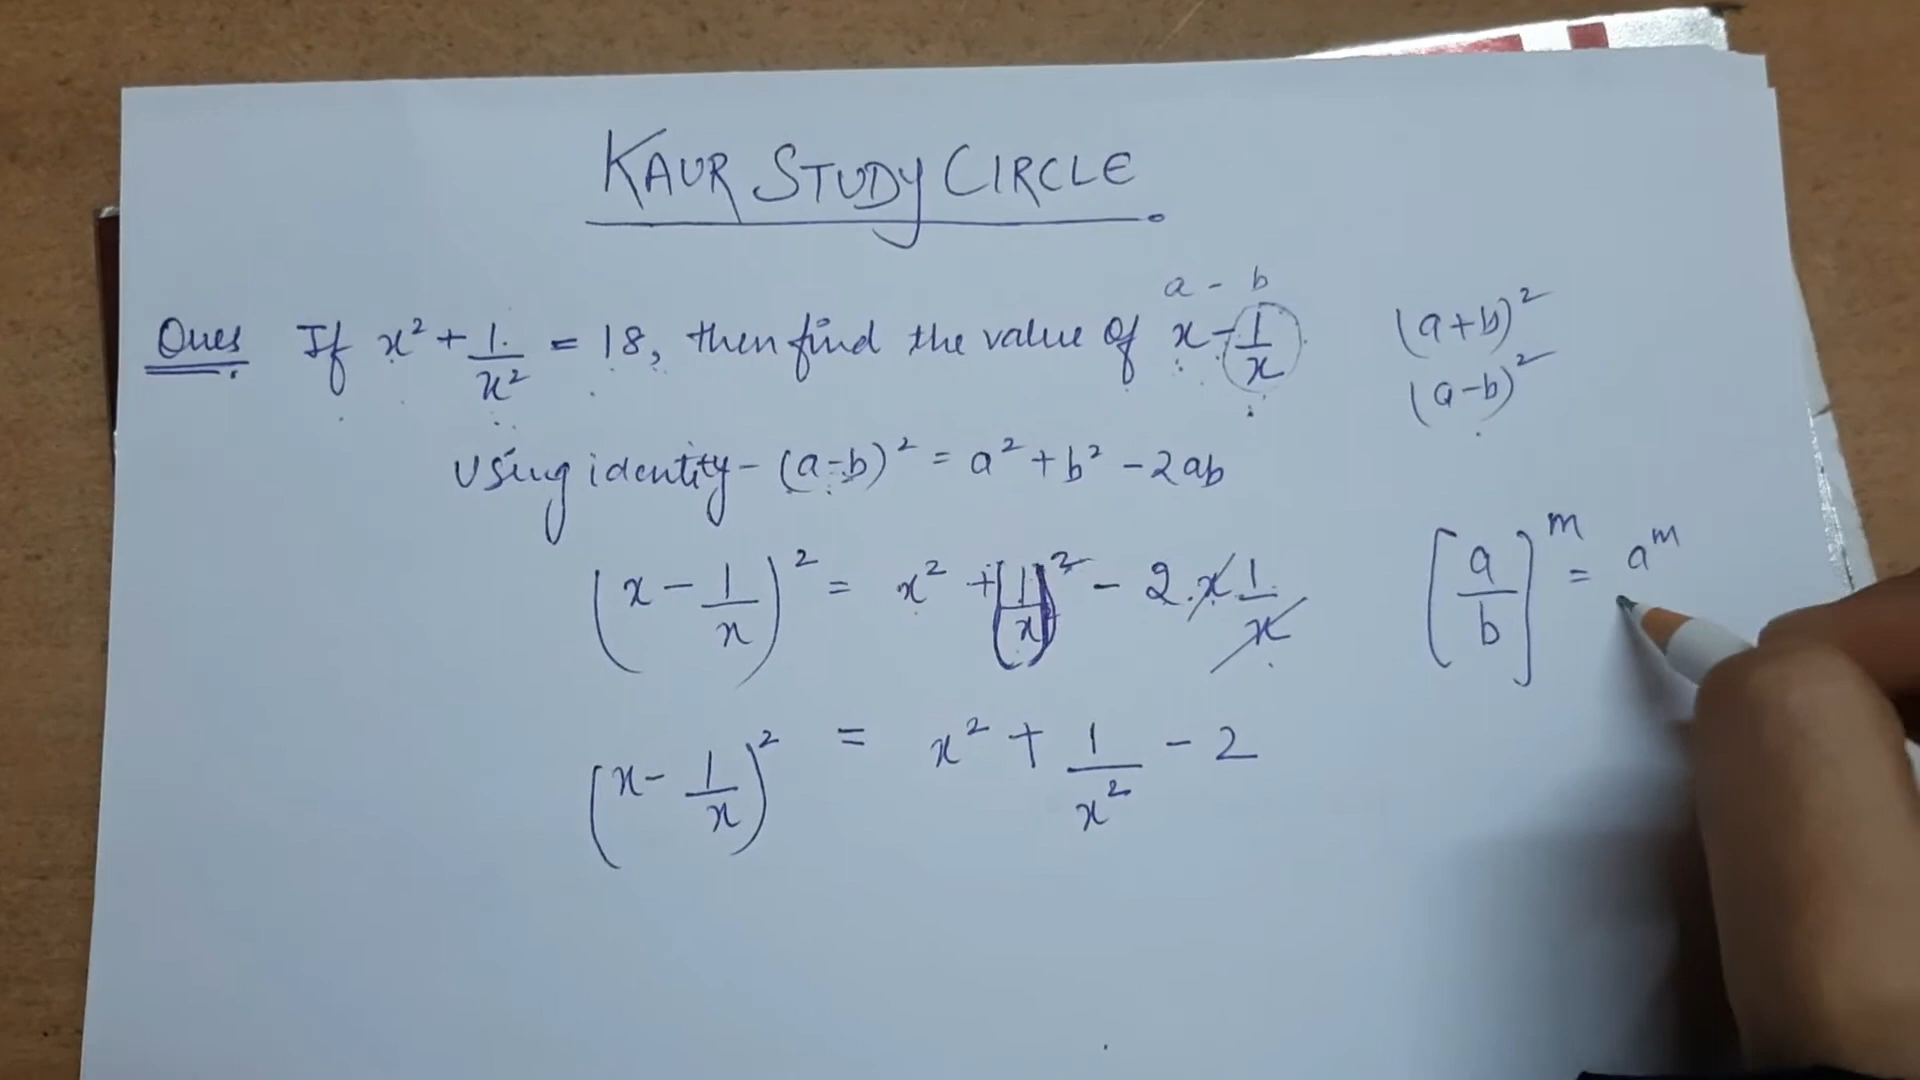 KAUR STUDY CIRCLE
a - b
Ques If x² + 1/x² = 18, then find the value of x - 1/x
(a+b)²
(a-b)²
Using identity - (a-b)² = a² + b² - 2ab
(x - 1/x)² = x² + (1/x)² - 2.x 1/x
[a/b]^m = a^m
(x - 1/x)² = x² + 1/x² - 2